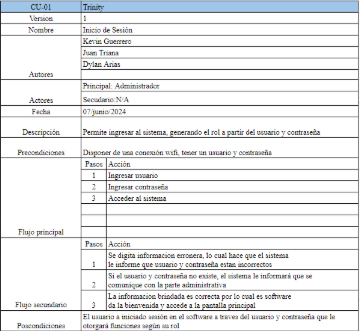 CU-01 Trinity
Version 1
Nombre Inicio de Sesión
Kevin Guerrero
Juan Triana
Dylan Arias
Autores
Principal: Administrador
Actores Secudario:N/A
Fecha 07/junio/2024
Descripción Permite ingresar al sistema, generando el rol a partir del usuario y contraseña
Precondiciones Disponer de una conexión wifi, tener un usuario y contraseña
Pasos Acción
1 Ingresar usuario
2 Ingresar contraseña
3 Acceder al sistema
Flujo principal
Pasos Acción
Se digita informacion erronera, lo cual hace que el sistema
1 le informe que usuario y contraseña estan incorrectos
Si el usuario y contraseña no existe, el sistema le informará que se
2 comunique con la parte administrativa
La informacion brindada es correcta por lo cual es software
Flujo secundario 3 da la bienvenida y accede a la pantalla principal
El usuario a miciado sesión en el software a traves del usuario y contraseña que le
Poscondiciones otorgará funciones según su rol